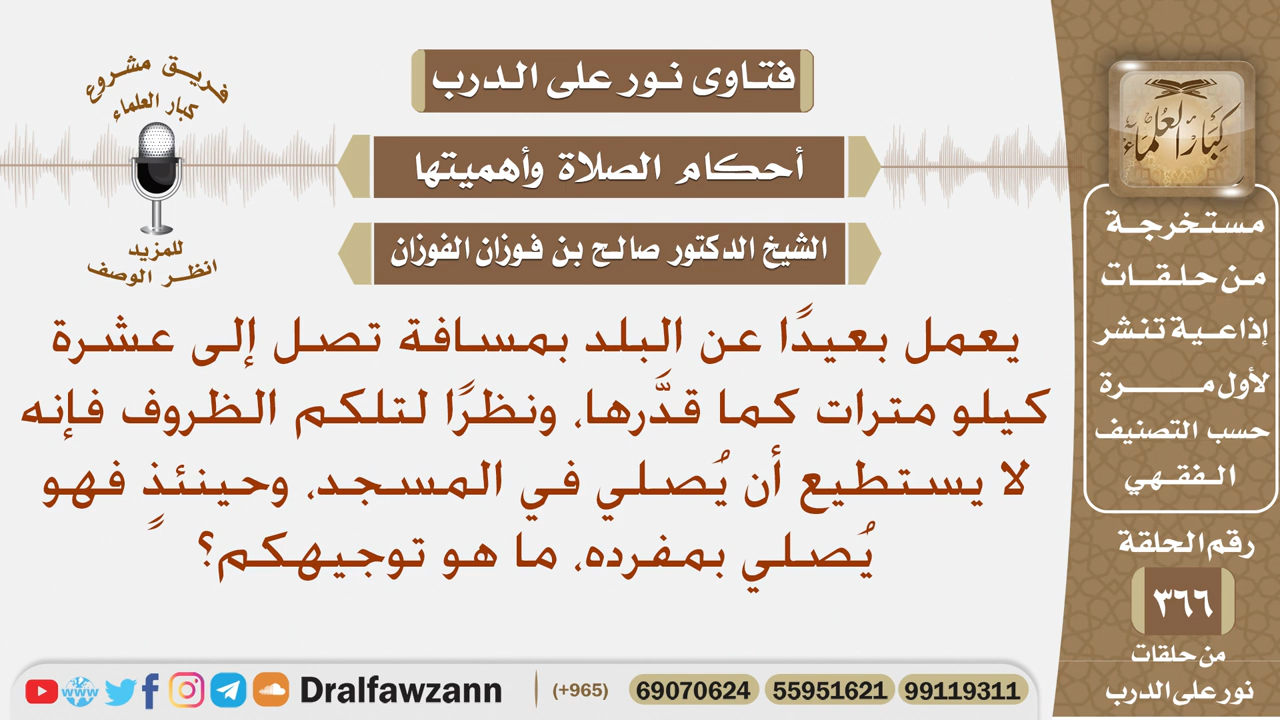 فتاوى نور على الدرب
أحكام الصلاة وأهميتها
الشيخ الدكتور صالح بن فوزان الفوزان
فريق مشروع
كبار العلماء
للمزيد
انظر الوصف
يعمل بعيدًا عن البلد بمسافة تصل إلى عشرة
كيلو مترات كما قدَّرها، ونظرًا لتلكم الظروف فإنه
لا يستطيع أن يُصلي في المسجد، وحينئذٍ فهو
يُصلي بمفرده، ما هو توجيهكم؟
كبار العلماء
مستخرجة
من حلقات
إذاعية تنشر
لأول مرة
حسب التصنيف
الفقهي
رقم الحلقة
٣٦٦
من حلقات
نور على الدرب
www Dralfawzann (+965) 69070624 55951621 99119311